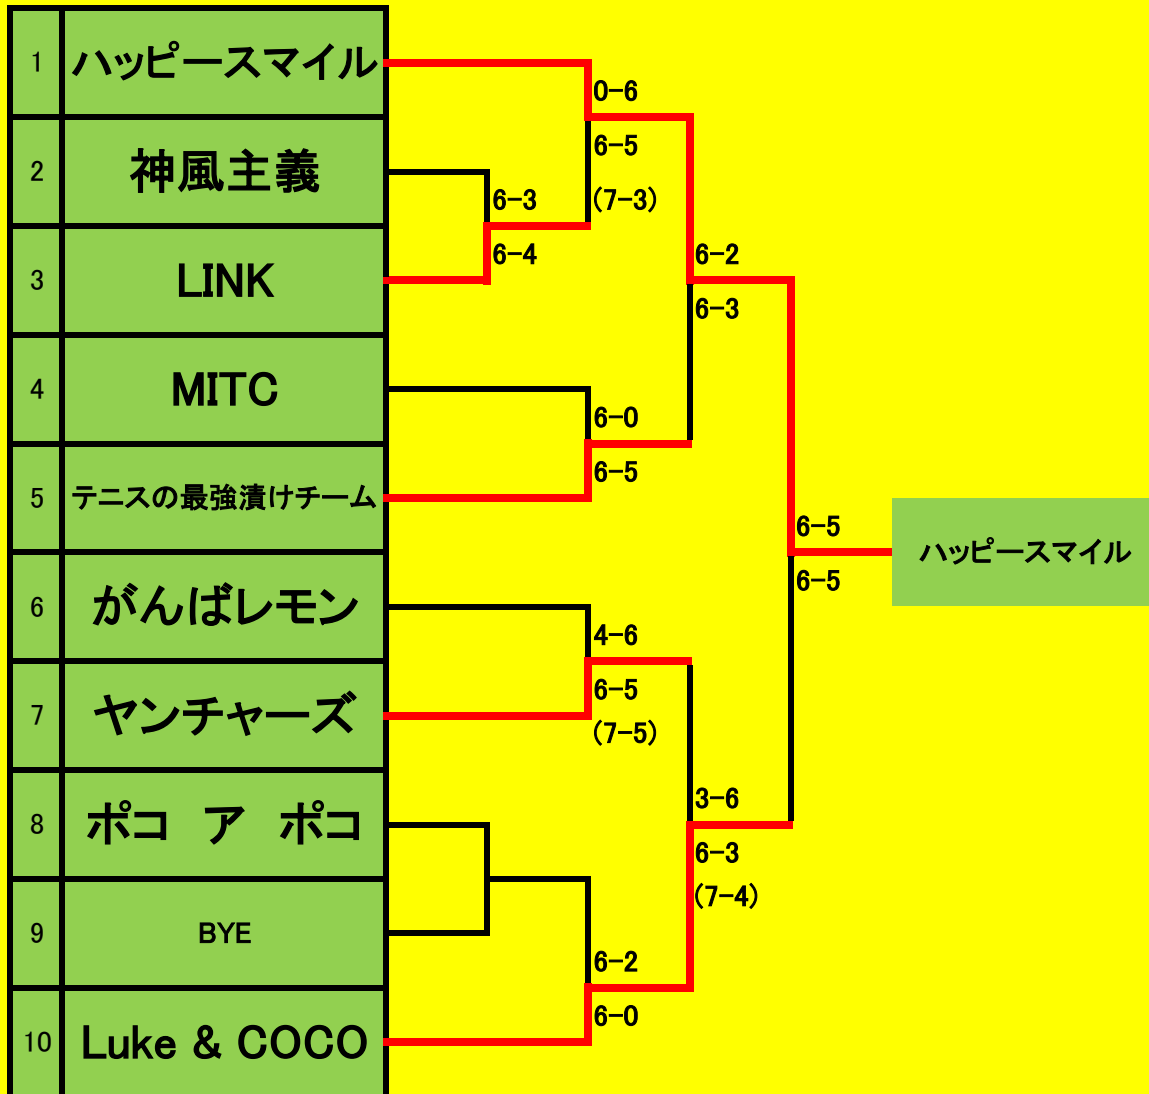 1 ハッピースマイル
0-6
6-5
(7-3)
2 神風主義
6-3
6-4
3 LINK
6-2
6-3
4 MITC
6-0
6-5
5 テニスの最強漬けチーム
6-5
6-5
ハッピースマイル
6 がんばレモン
4-6
6-5
(7-5)
7 ヤンチャーズ
3-6
6-3
(7-4)
8 ポコ ア ポコ
9 BYE
6-2
6-0
10 Luke & COCO